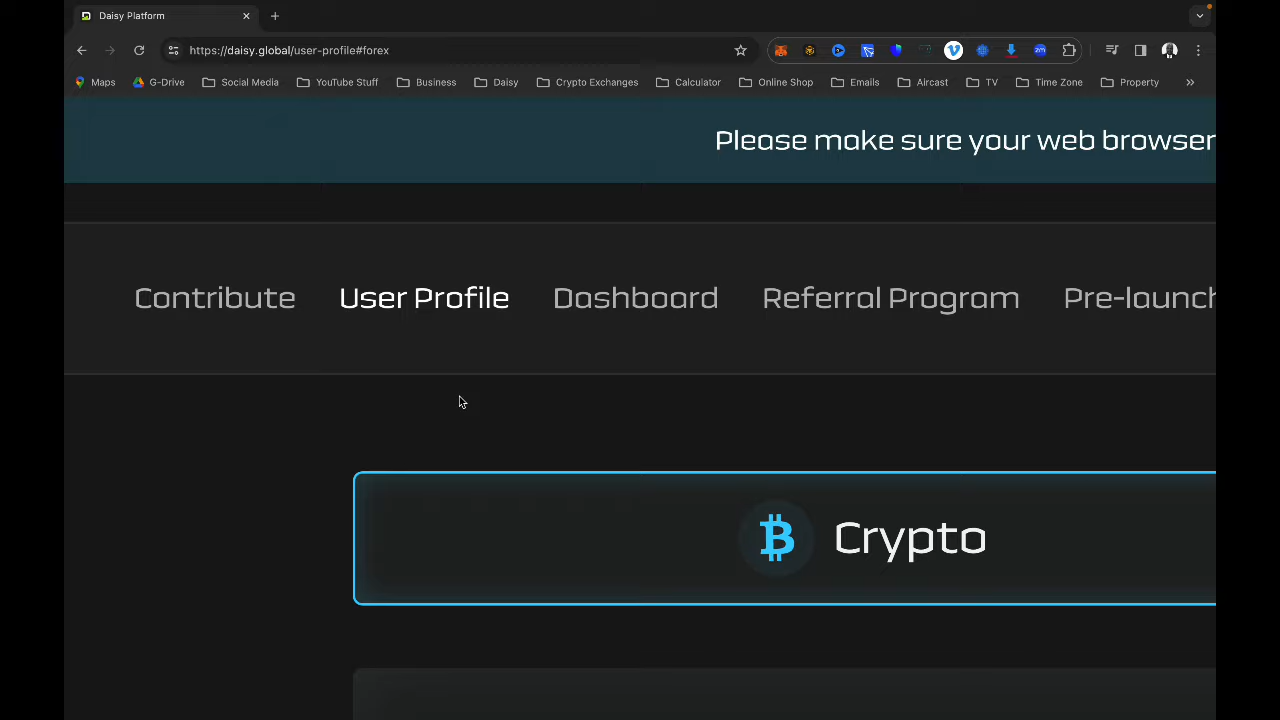 Daisy Platform
https://daisy.global/user-profile#forex
Maps G-Drive Social Media YouTube Stuff Business Daisy Crypto Exchanges Calculator Online Shop Emails Aircast TV Time Zone Property
Please make sure your web browser
Contribute User Profile Dashboard Referral Program Pre-launch
Crypto